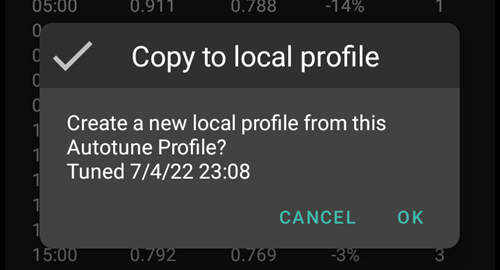 05:00 0.911 0.788 -14% 1
Copy to local profile
Create a new local profile from this
Autotune Profile?
Tuned 7/4/22 23:08
CANCEL OK
15:00 0.792 0.769 -3% 3